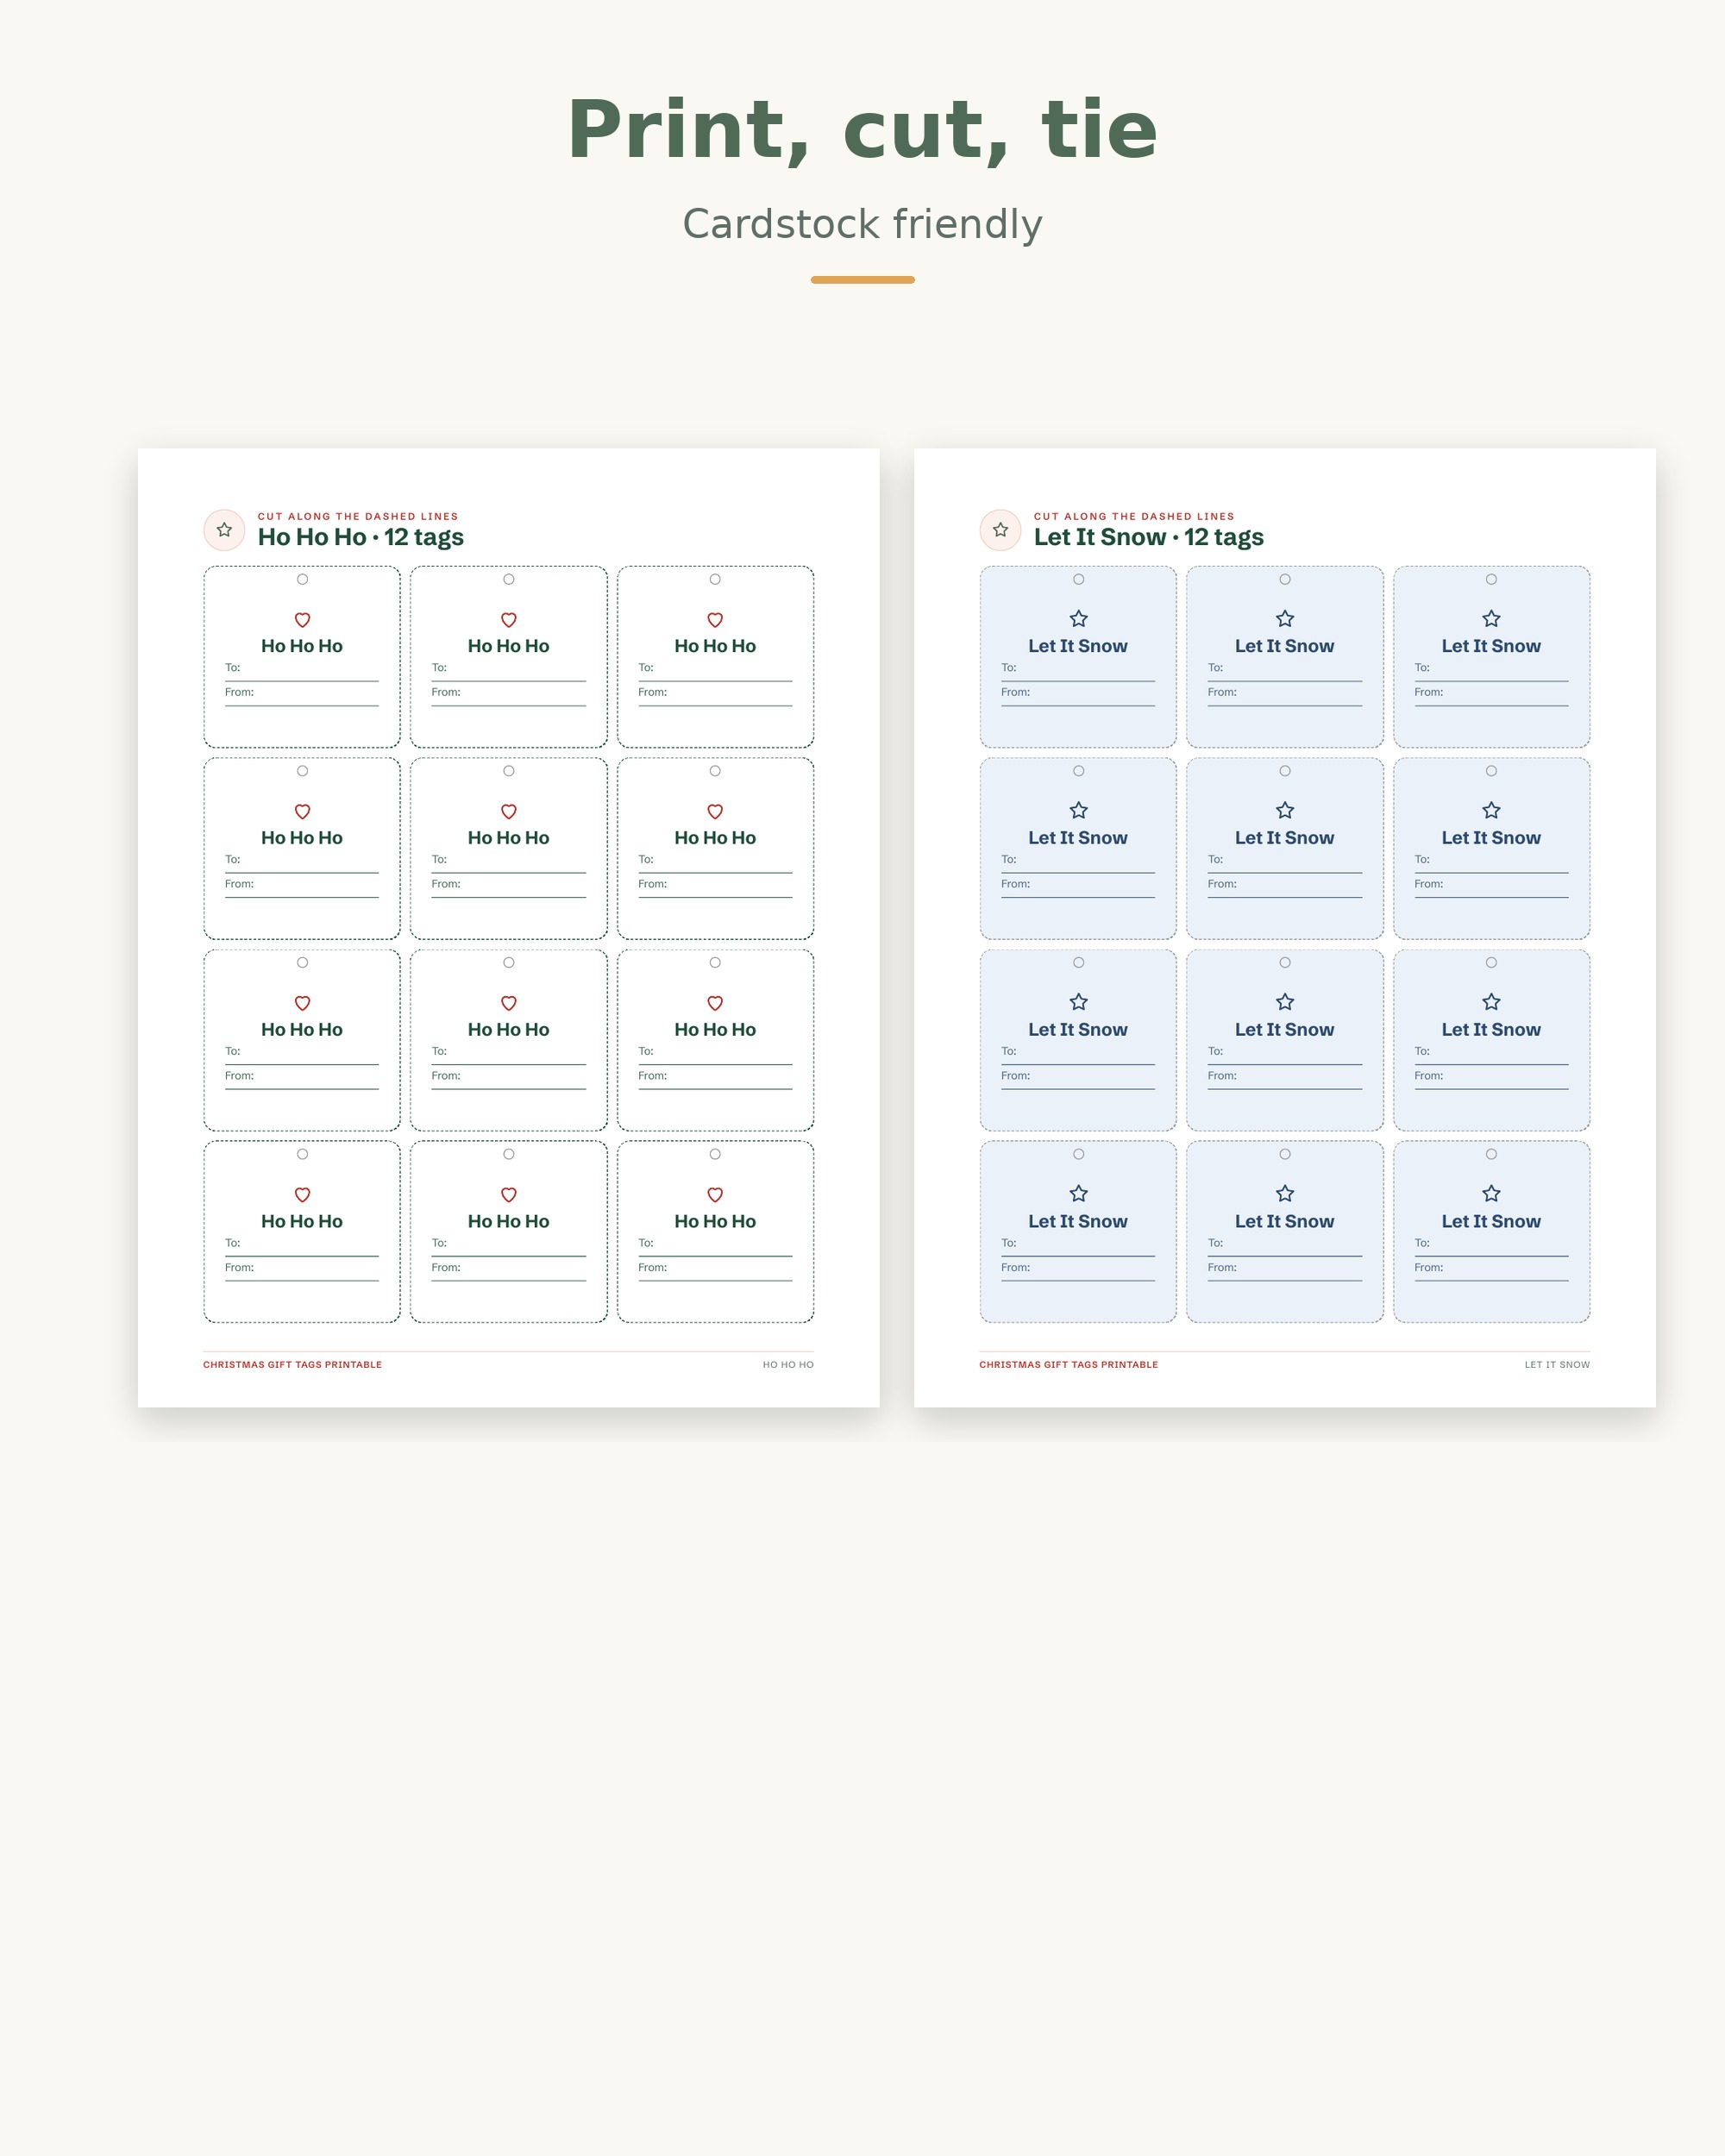 Print, cut, tie
Cardstock friendly
CUT ALONG THE DASHED LINES
Ho Ho Ho • 12 tags
Ho Ho Ho
To:
From:
Ho Ho Ho
To:
From:
Ho Ho Ho
To:
From:
Ho Ho Ho
To:
From:
Ho Ho Ho
To:
From:
Ho Ho Ho
To:
From:
Ho Ho Ho
To:
From:
Ho Ho Ho
To:
From:
Ho Ho Ho
To:
From:
Ho Ho Ho
To:
From:
Ho Ho Ho
To:
From:
Ho Ho Ho
To:
From:
CHRISTMAS GIFT TAGS PRINTABLE
HO HO HO
CUT ALONG THE DASHED LINES
Let It Snow • 12 tags
Let It Snow
To:
From:
Let It Snow
To:
From:
Let It Snow
To:
From:
Let It Snow
To:
From:
Let It Snow
To:
From:
Let It Snow
To:
From:
Let It Snow
To:
From:
Let It Snow
To:
From:
Let It Snow
To:
From:
Let It Snow
To:
From:
Let It Snow
To:
From:
Let It Snow
To:
From:
CHRISTMAS GIFT TAGS PRINTABLE
LET IT SNOW